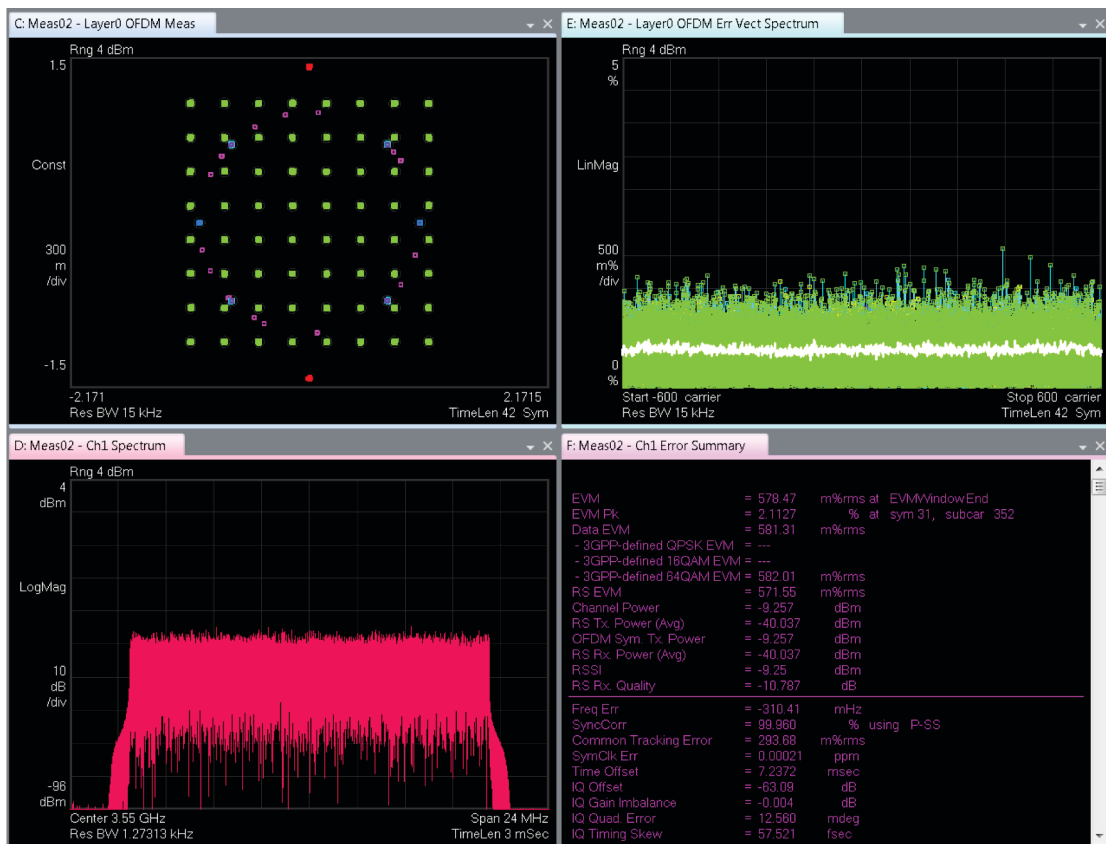 C: Meas02 - Layer0 OFDM Meas
Rng 4 dBm
1.5
Const
300
m
/div
-1.5
-2.171
2.1715
Res BW 15 kHz
TimeLen 42 Sym
E: Meas02 - Layer0 OFDM Err Vect Spectrum
Rng 4 dBm
5
%
LinMag
500
m%
/div
0
%
Start -600 carrier
Stop 600 carrier
Res BW 15 kHz
TimeLen 42 Sym
D: Meas02 - Ch1 Spectrum
Rng 4 dBm
4
dBm
LogMag
10
dB
/div
-96
dBm
Center 3.55 GHz
Span 24 MHz
Res BW 1.27313 kHz
TimeLen 3 mSec
F: Meas02 - Ch1 Error Summary
EVM = 578.47 m%rms at EVMWindowEnd
EVM Pk = 2.1127 % at sym 31, subcar 352
Data EVM = 581.31 m%rms
- 3GPP-defined QPSK EVM = ---
- 3GPP-defined 16QAM EVM = ---
- 3GPP-defined 64QAM EVM = 582.01 m%rms
RS EVM = 571.55 m%rms
Channel Power = -9.257 dBm
RS Tx. Power (Avg) = -40.037 dBm
OFDM Sym. Tx. Power = -9.257 dBm
RS Rx. Power (Avg) = -40.037 dBm
RSSI = -9.25 dBm
RS Rx. Quality = -10.787 dB
Freq Err = -310.41 mHz
SyncCorr = 99.960 % using P-SS
Common Tracking Error = 293.68 m%rms
SymClk Err = 0.00021 ppm
Time Offset = 7.2372 msec
IQ Offset = -63.09 dB
IQ Gain Imbalance = -0.004 dB
IQ Quad. Error = 12.560 mdeg
IQ Timing Skew = 57.521 fsec